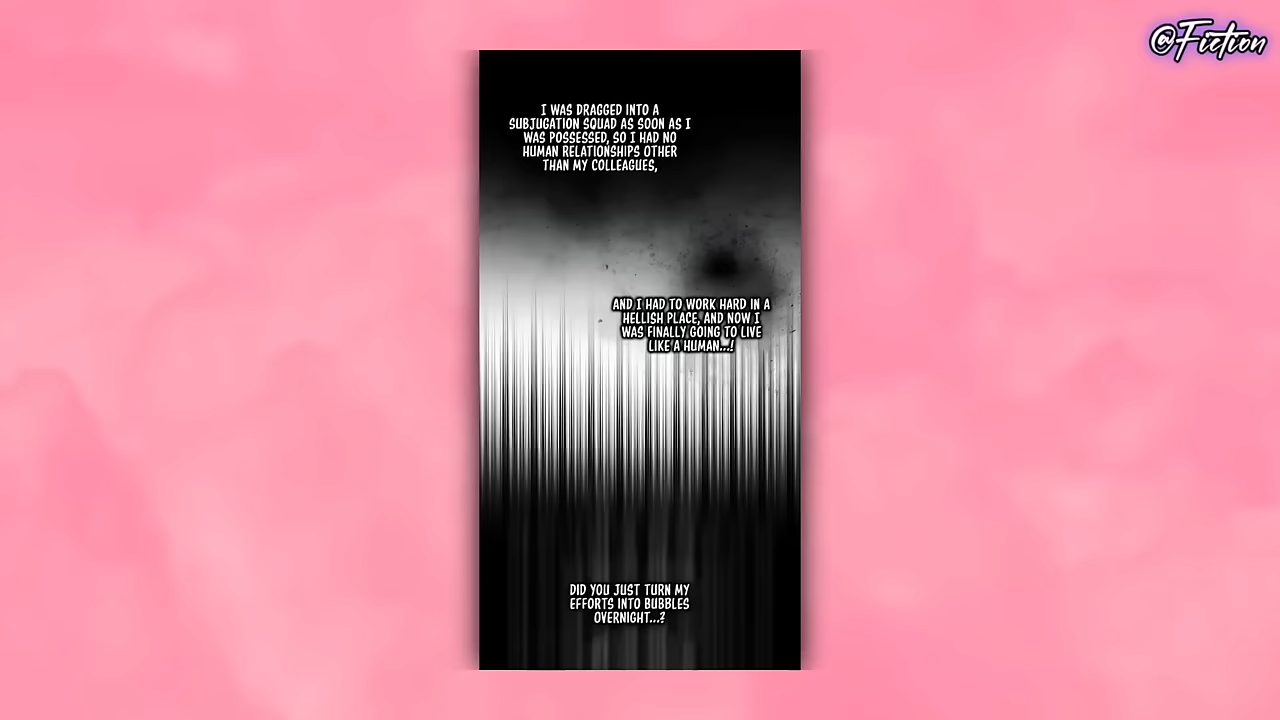 @Fiction
I WAS DRAGGED INTO A
SUBJUGATION SQUAD AS SOON AS I
WAS POSSESSED, SO I HAD NO
HUMAN RELATIONSHIPS OTHER
THAN MY COLLEAGUES,
AND I HAD TO WORK HARD IN A
HELLISH PLACE, AND NOW I
WAS FINALLY GOING TO LIVE
LIKE A HUMAN...!
DID YOU JUST TURN MY
EFFORTS INTO BUBBLES
OVERNIGHT...?